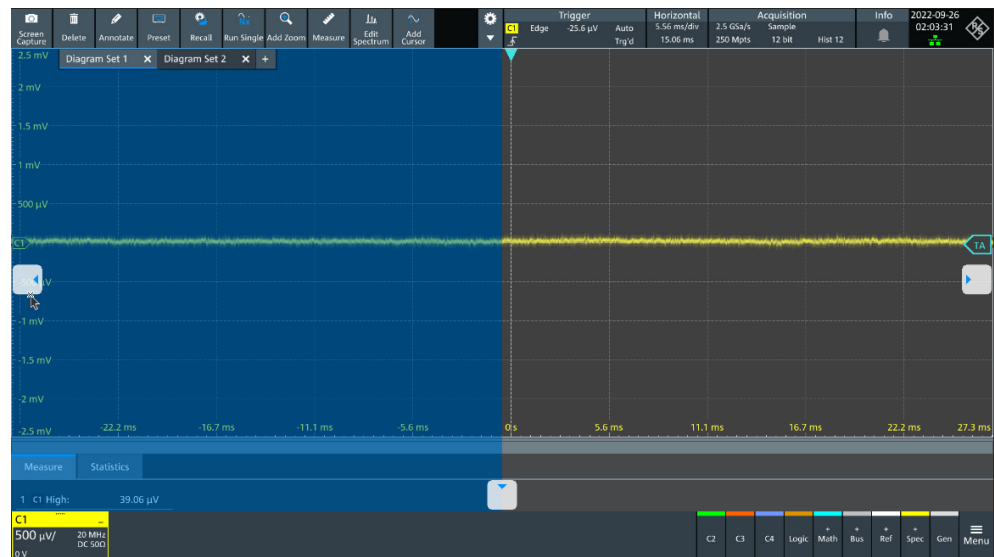 Screen Capture
Delete
Annotate
Preset
Recall
Run Single
Add Zoom
Measure
Edit Spectrum
Add Cursor
Trigger
C1 Edge -25.6 µV Auto
Trg'd
Horizontal
5.56 ms/div
15.06 ms
Acquisition
2.5 GSa/s Sample
250 Mpts 12 bit Hist 12
Info
2022-09-26
02:03:31
R&S
Diagram Set 1 X Diagram Set 2 X +
2.5 mV
2 mV
1.5 mV
1 mV
500 µV
C1
TA
-1 mV
-1.5 mV
-2 mV
-2.5 mV
-22.2 ms -16.7 ms -11.1 ms -5.6 ms 0 s 5.6 ms 11.1 ms 16.7 ms 22.2 ms 27.3 ms
Measure Statistics
1 C1 High: 39.06 µV
C1
500 µV/ 20 MHz
DC 50Ω
0 V
C2 C3 C4 Logic + Math + Bus + Ref + Spec Gen Menu